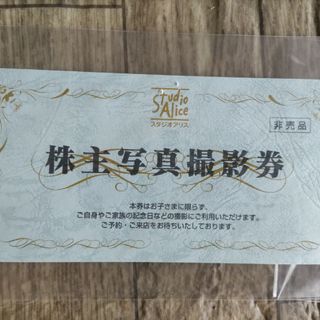 Studio
Alice
スタジオアリス
非売品
株主写真撮影券
本券はお子さまに限らず、
ご自身やご家族の記念日などの撮影にご利用いただけます。
ご予約・ご来店をお待ちいたしております。